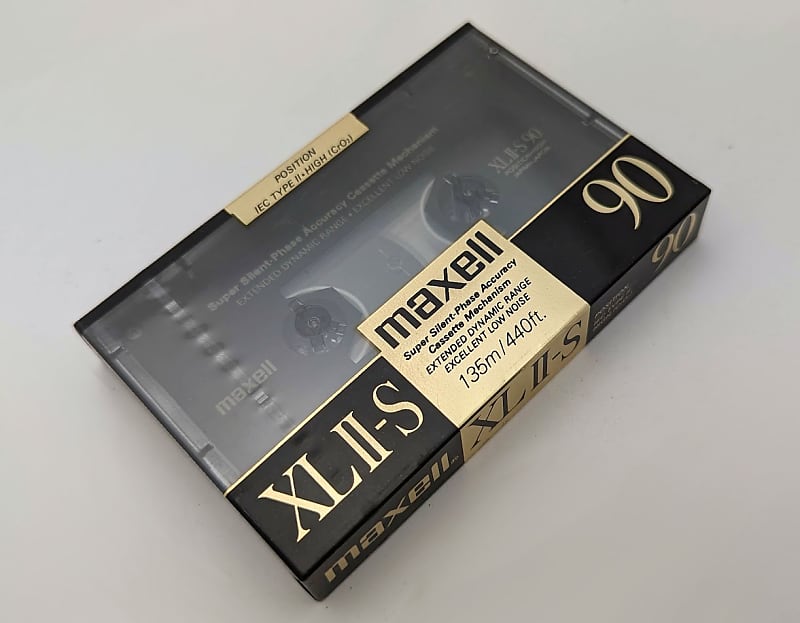 POSITION
IEC TYPE II • HIGH (CrO₂)
Super Silent-Phase Accuracy Cassette Mechanism
EXTENDED DYNAMIC RANGE • EXCELLENT LOW NOISE
XLII-S 90
maxell
maxell
Super Silent-Phase Accuracy
Cassette Mechanism
EXTENDED DYNAMIC RANGE
EXCELLENT LOW NOISE
135m/440ft.
XLII-S
90
maxell
XLII-S
POSITION
90